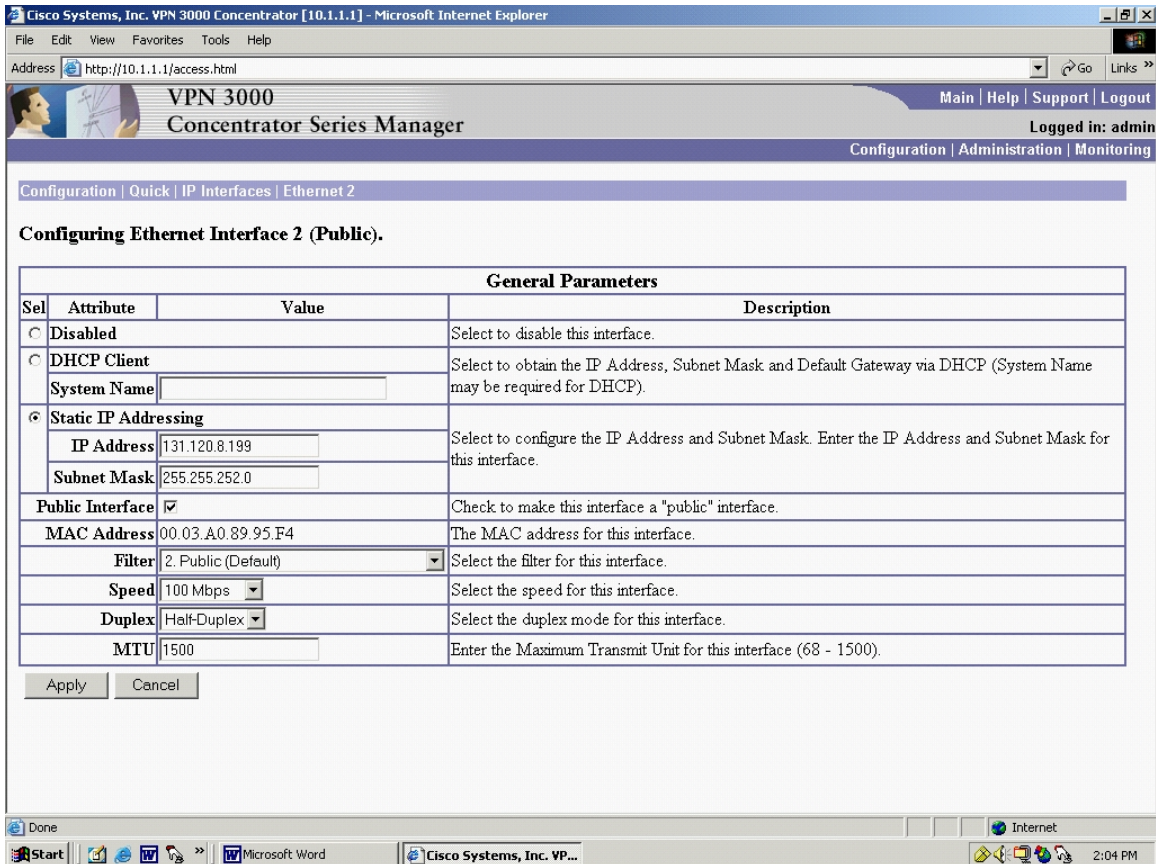 Cisco Systems, Inc. VPN 3000 Concentrator [10.1.1.1] - Microsoft Internet Explorer
File Edit View Favorites Tools Help
Address http://10.1.1.1/access.html Go Links »
VPN 3000
Concentrator Series Manager
Main | Help | Support | Logout
Logged in: admin
Configuration | Administration | Monitoring
Configuration | Quick | IP Interfaces | Ethernet 2
Configuring Ethernet Interface 2 (Public).
General Parameters
Sel Attribute Value Description
Disabled Select to disable this interface.
DHCP Client Select to obtain the IP Address, Subnet Mask and Default Gateway via DHCP (System Name
System Name may be required for DHCP).
Static IP Addressing
IP Address 131.120.8.199 Select to configure the IP Address and Subnet Mask. Enter the IP Address and Subnet Mask for
Subnet Mask 255.255.252.0 this interface.
Public Interface Check to make this interface a "public" interface.
MAC Address 00.03.A0.89.95.F4 The MAC address for this interface.
Filter 2. Public (Default) Select the filter for this interface.
Speed 100 Mbps Select the speed for this interface.
Duplex Half-Duplex Select the duplex mode for this interface.
MTU 1500 Enter the Maximum Transmit Unit for this interface (68 - 1500).
Apply Cancel
Done Internet
Start » Microsoft Word Cisco Systems, Inc. VP... 2:04 PM